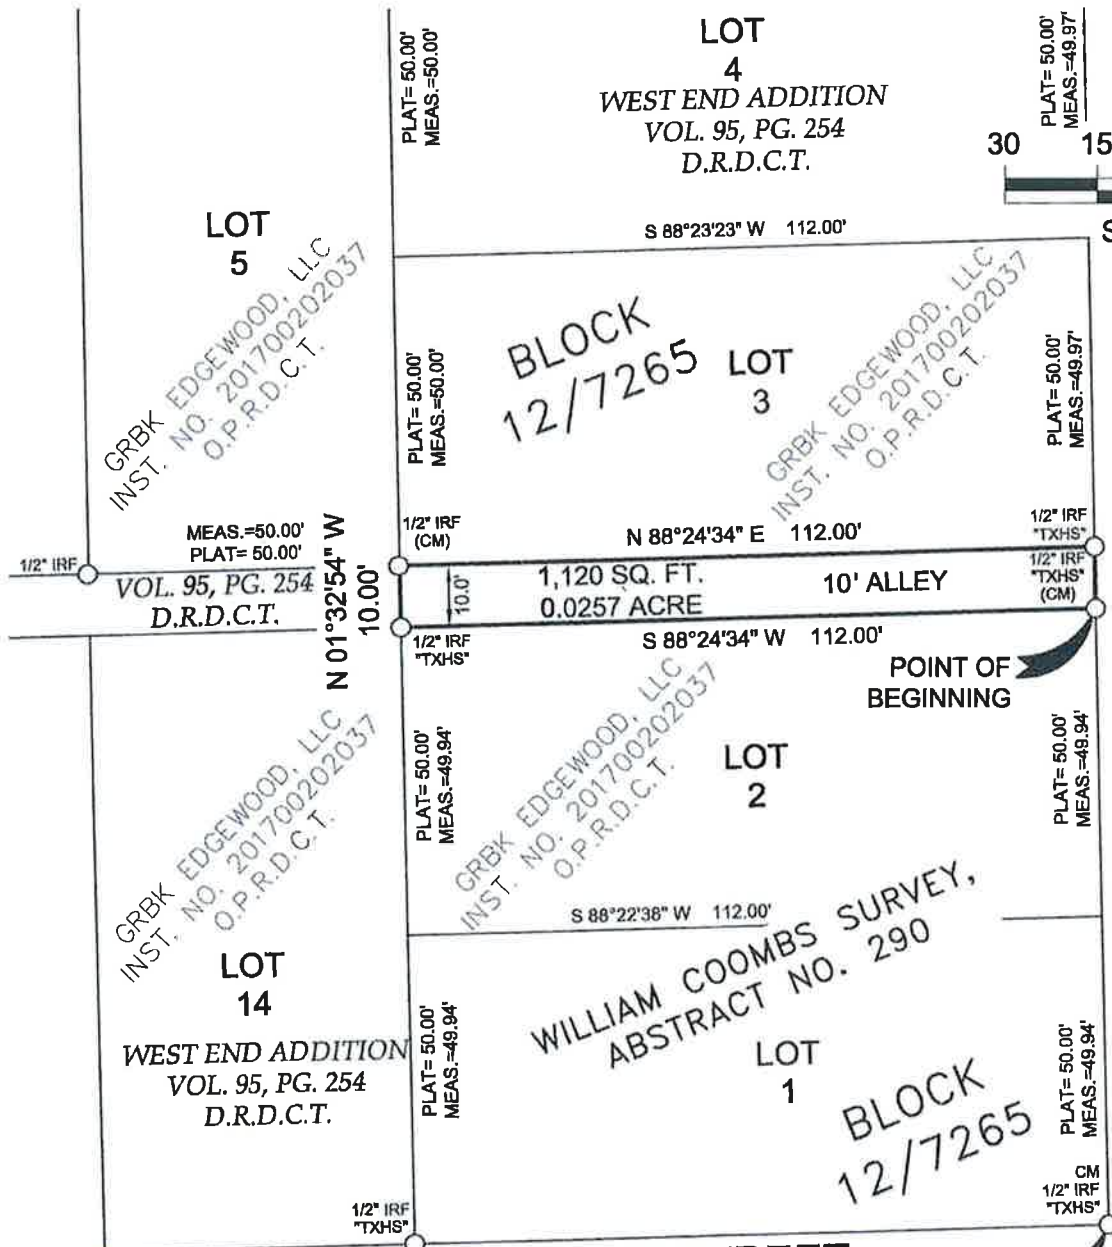 PLAT= 50.00'
MEAS.=50.00'
LOT
4
WEST END ADDITION
VOL. 95, PG. 254
D.R.D.C.T.
PLAT= 50.00'
MEAS.=49.97'
30 15
LOT
5
GRBK EDGEWOOD, LLC
INST. NO. 201700202037
O.P.R.D.C.T.
S 88°23'23" W 112.00'
BLOCK
12/7265
LOT
3
PLAT= 50.00'
MEAS.=50.00'
GRBK EDGEWOOD, LLC
INST. NO. 201700202037
O.P.R.D.C.T.
PLAT= 50.00'
MEAS.=49.97'
MEAS.=50.00'
PLAT= 50.00'
1/2" IRF
VOL. 95, PG. 254
D.R.D.C.T.
N 01°32'54" W
10.00'
1/2" IRF
(CM)
N 88°24'34" E 112.00'
1/2" IRF
"TXHS"
1/2" IRF
"TXHS"
(CM)
10.0'
1,120 SQ. FT.
0.0257 ACRE
10' ALLEY
1/2" IRF
"TXHS"
S 88°24'34" W 112.00'
POINT OF
BEGINNING
GRBK EDGEWOOD, LLC
INST. NO. 201700202037
O.P.R.D.C.T.
PLAT= 50.00'
MEAS.=49.94'
GRBK EDGEWOOD, LLC
INST. NO. 201700202037
O.P.R.D.C.T.
LOT
2
PLAT= 50.00'
MEAS.=49.94'
S 88°22'38" W 112.00'
WILLIAM COOMBS SURVEY,
ABSTRACT NO. 290
LOT
14
WEST END ADDITION
VOL. 95, PG. 254
D.R.D.C.T.
PLAT= 50.00'
MEAS.=49.94'
LOT
1
BLOCK
12/7265
PLAT= 50.00'
MEAS.=49.94'
CM
1/2" IRF
"TXHS"
1/2" IRF
"TXHS"